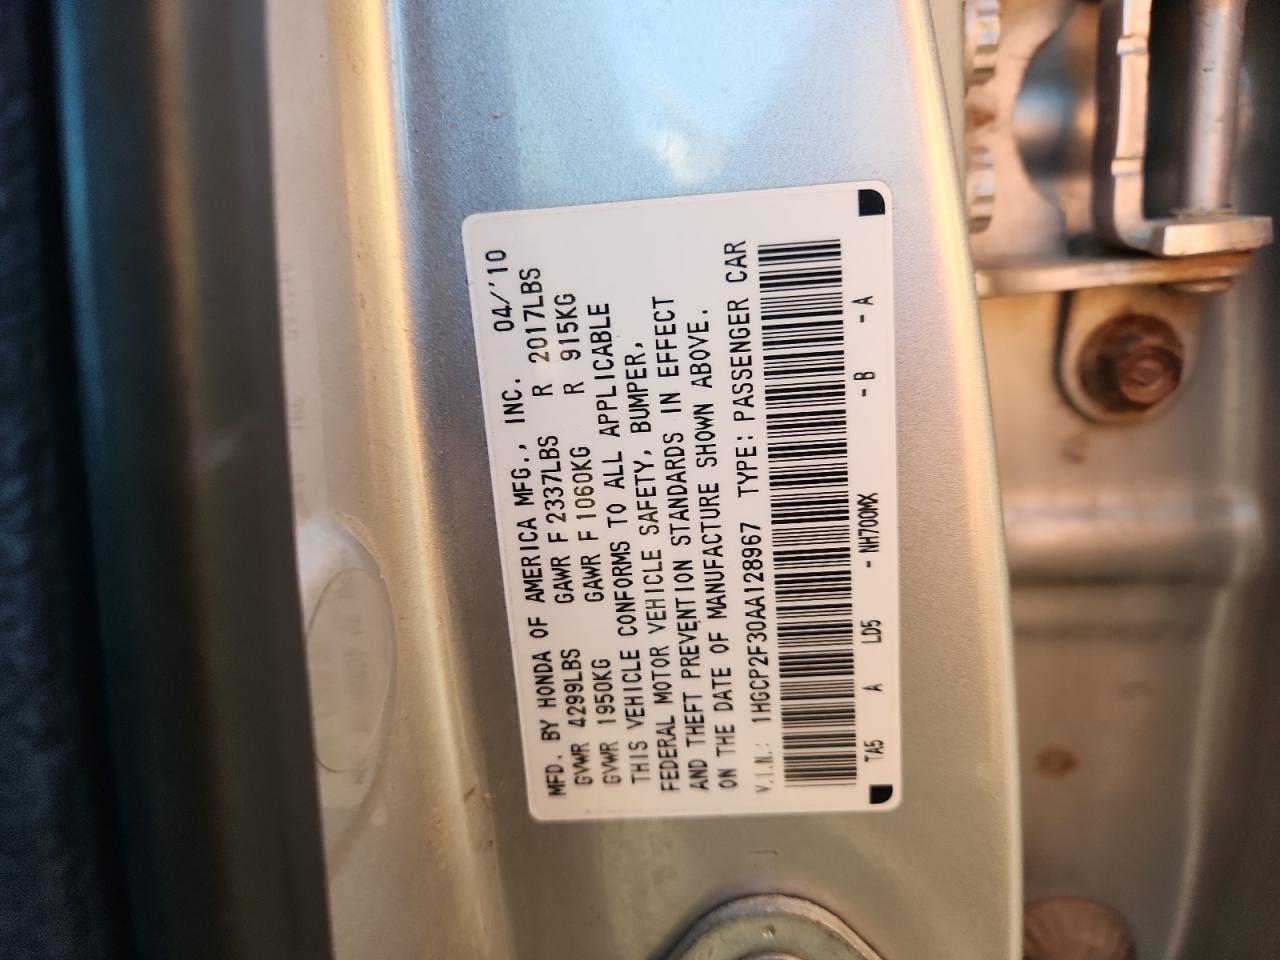 MFD. BY HONDA OF AMERICA MFG., INC. 04/'10
GVWR 4299LBS GAWR F 2337LBS R 2017LBS
GVWR 1950KG GAWR F 1060KG R 915KG
THIS VEHICLE CONFORMS TO ALL APPLICABLE
FEDERAL MOTOR VEHICLE SAFETY, BUMPER,
AND THEFT PREVENTION STANDARDS IN EFFECT
ON THE DATE OF MANUFACTURE SHOWN ABOVE.
V.I.N.: 1HGCP2F30AA128967 TYPE: PASSENGER CAR
TA5 A LD5 - NH700MX - B - A